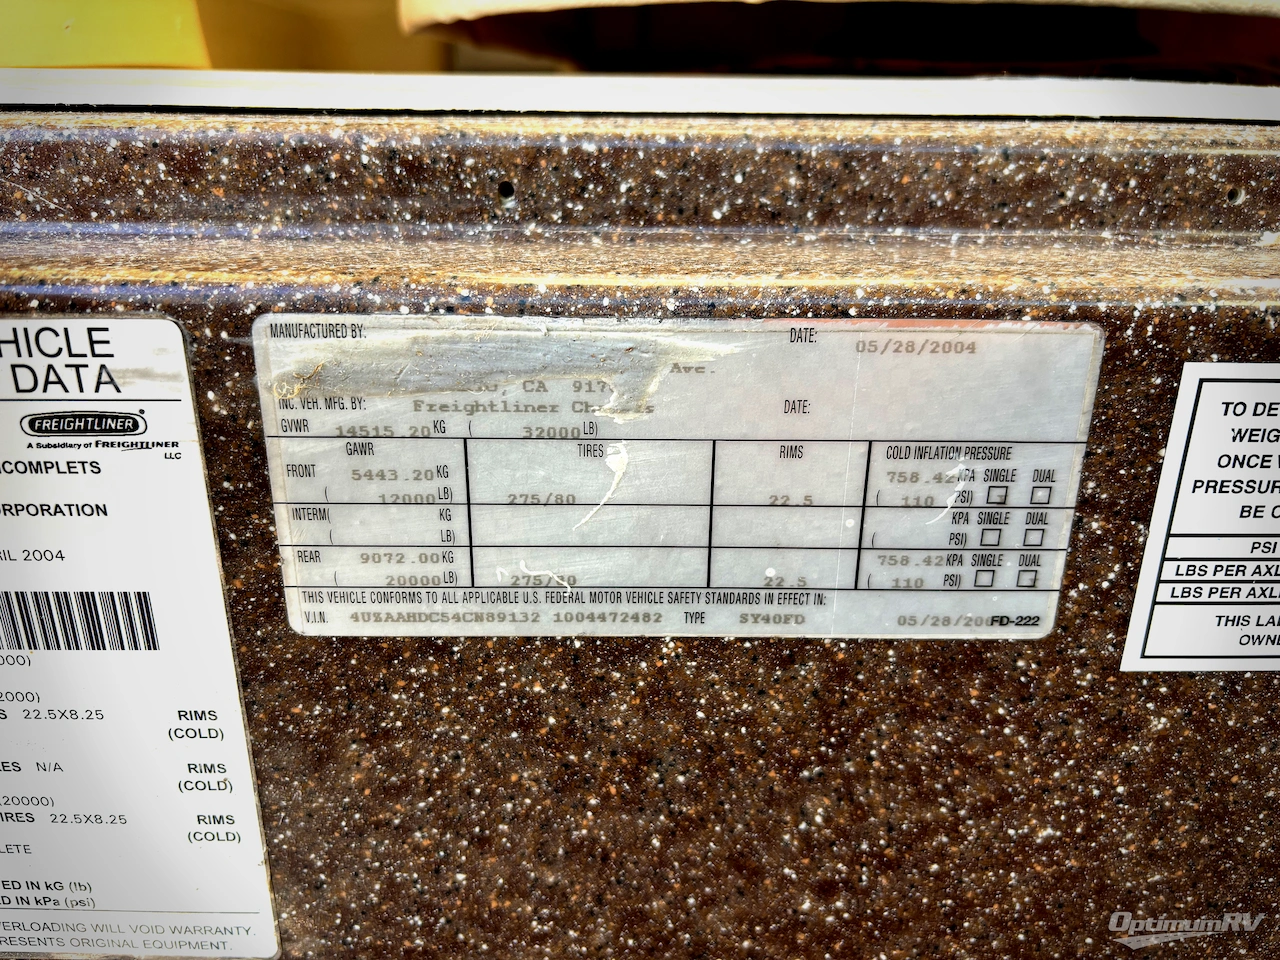 HICLE
DATA
FREIGHTLINER
A Subsidiary of FREIGHTLINER
LLC
COMPLETS
RPORATION
RIL 2004
000)
2000)
S 22.5X8.25 RIMS
(COLD)
ES N/A RIMS
(COLD)
(20000)
IRES 22.5X8.25 RIMS
(COLD)
LETE
ED IN kG (lb)
D IN kPa (psi)
VERLOADING WILL VOID WARRANTY.
RESENTS ORIGINAL EQUIPMENT.
MANUFACTURED BY: DATE: 05/28/2004
Ave.
, CA 917
INC. VEH. MFG. BY: Freightliner Chassis DATE:
GVWR 14515.20 KG ( 32000 LB)
GAWR TIRES RIMS COLD INFLATION PRESSURE
FRONT 5443.20 KG 758.42 KPA SINGLE DUAL
( 12000 LB) 275/80 22.5 ( 110 PSI)
INTERM( KG KPA SINGLE DUAL
( LB) ( PSI)
REAR 9072.00 KG 758.42 KPA SINGLE DUAL
( 20000 LB) 275/80 22.5 ( 110 PSI)
THIS VEHICLE CONFORMS TO ALL APPLICABLE U.S. FEDERAL MOTOR VEHICLE SAFETY STANDARDS IN EFFECT IN:
V.I.N. 4UZAAHDC54CN89132 1004472482 TYPE SY40FD 05/28/200 FD-222
TO DE
WEIG
ONCE
PRESSUR
BE C
PSI
LBS PER AXL
LBS PER AXL
THIS LA
OWNE
OptimumRV